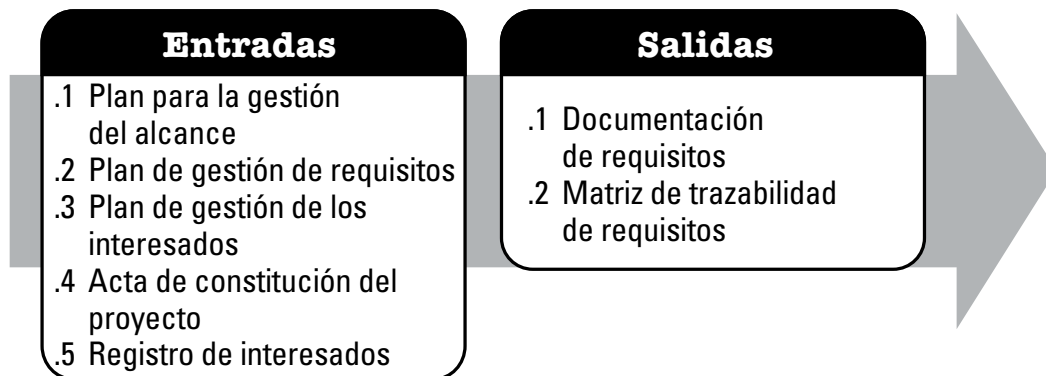 Entradas
.1 Plan para la gestión
del alcance
.2 Plan de gestión de requisitos
.3 Plan de gestión de los
interesados
.4 Acta de constitución del
proyecto
.5 Registro de interesados
Salidas
.1 Documentación
de requisitos
.2 Matriz de trazabilidad
de requisitos